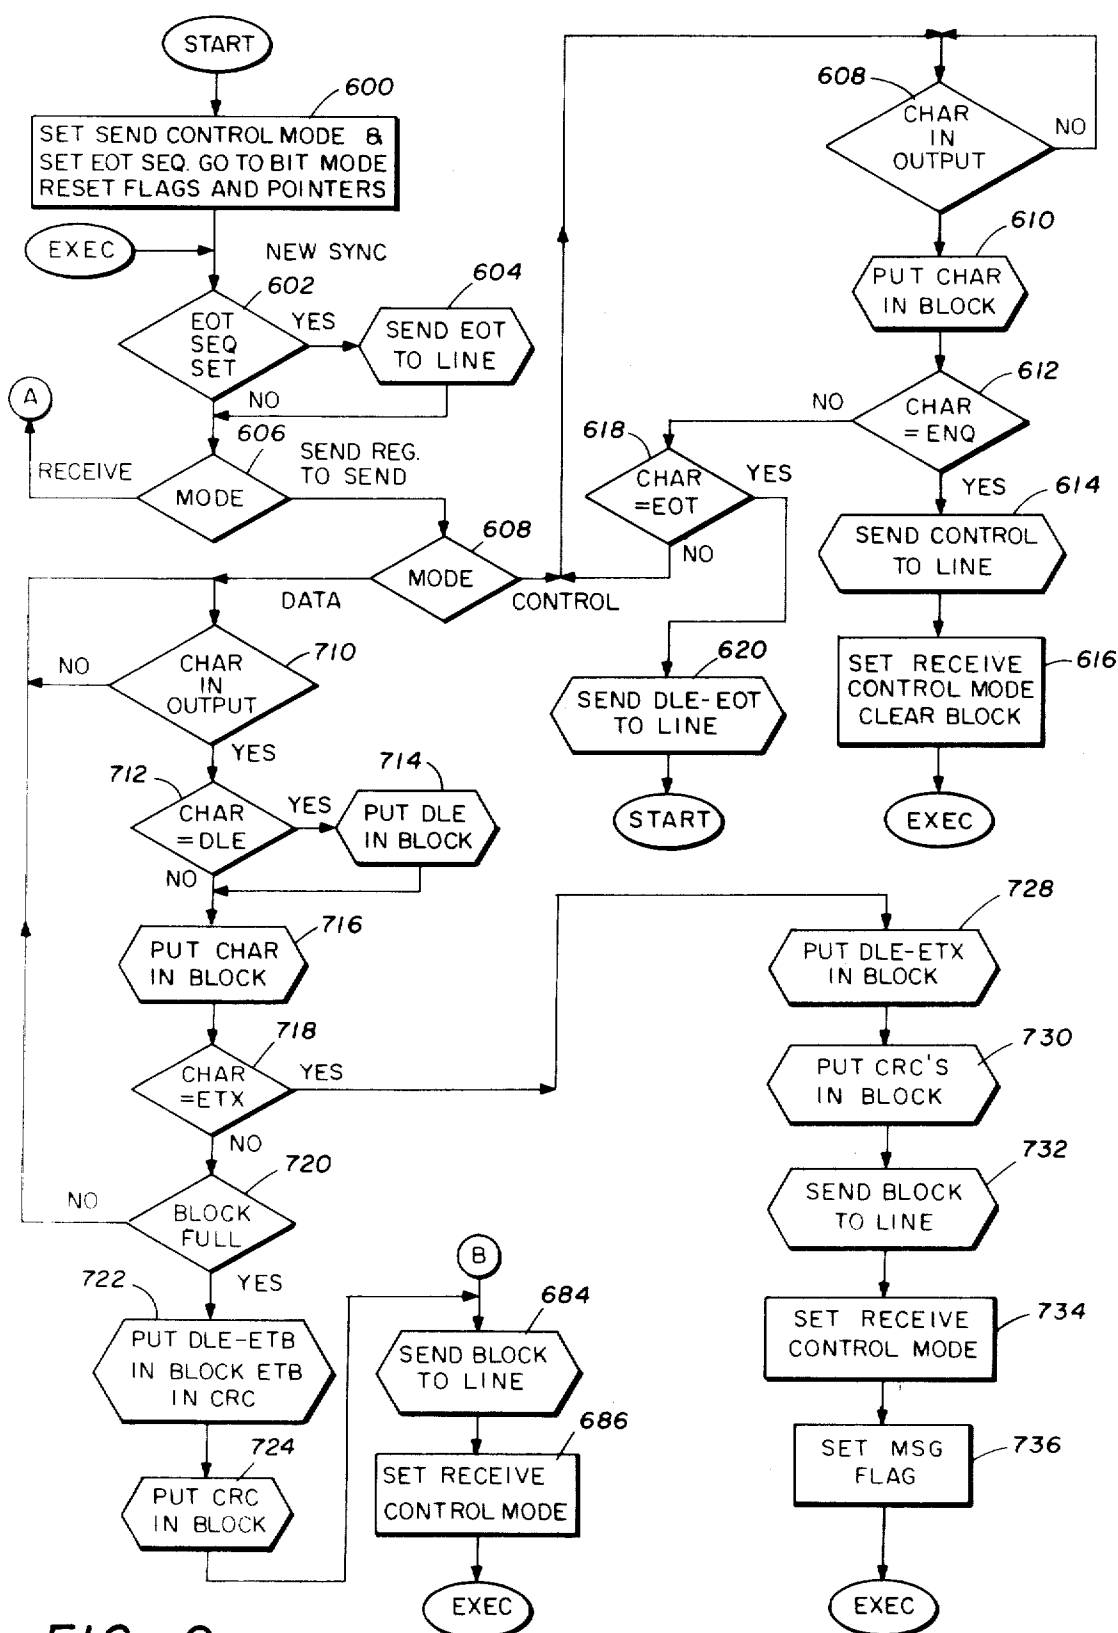 START
600
SET SEND CONTROL MODE &
SET EOT SEQ. GO TO BIT MODE
RESET FLAGS AND POINTERS
EXEC
NEW SYNC
602
EOT
SEQ
SET
YES
604
SEND EOT
TO LINE
NO
A
RECEIVE
606
MODE
SEND REG.
TO SEND
608
MODE
DATA
CONTROL
608
CHAR
IN
OUTPUT
NO
610
PUT CHAR
IN BLOCK
612
CHAR
=ENQ
NO
YES
614
SEND CONTROL
TO LINE
616
SET RECEIVE
CONTROL MODE
CLEAR BLOCK
EXEC
618
CHAR
=EOT
YES
NO
620
SEND DLE-EOT
TO LINE
START
710
CHAR
IN
OUTPUT
NO
YES
712
CHAR
=DLE
YES
714
PUT DLE
IN BLOCK
NO
716
PUT CHAR
IN BLOCK
718
CHAR
=ETX
YES
NO
720
BLOCK
FULL
NO
YES
722
PUT DLE-ETB
IN BLOCK ETB
IN CRC
724
PUT CRC
IN BLOCK
B
684
SEND BLOCK
TO LINE
686
SET RECEIVE
CONTROL MODE
EXEC
728
PUT DLE-ETX
IN BLOCK
730
PUT CRC'S
IN BLOCK
732
SEND BLOCK
TO LINE
734
SET RECEIVE
CONTROL MODE
736
SET MSG
FLAG
EXEC